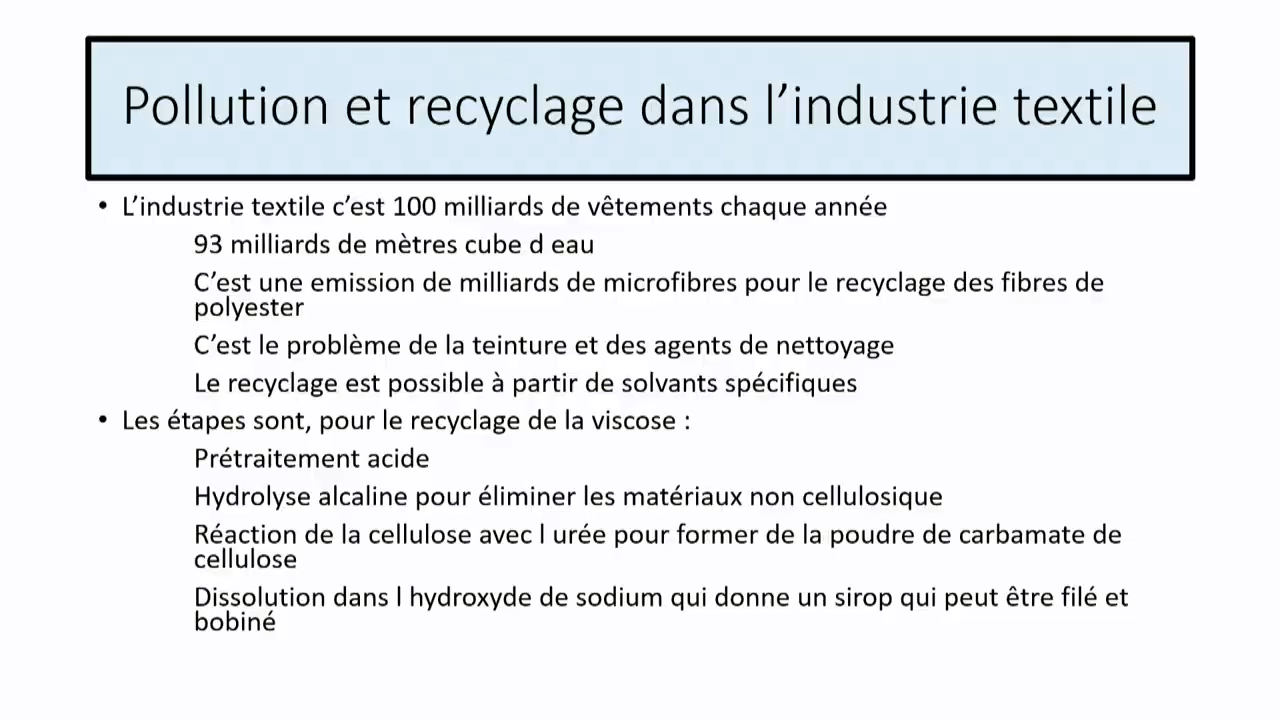 Pollution et recyclage dans l’industrie textile
• L’industrie textile c’est 100 milliards de vêtements chaque année
93 milliards de mètres cube d eau
C’est une emission de milliards de microfibres pour le recyclage des fibres de
polyester
C’est le problème de la teinture et des agents de nettoyage
Le recyclage est possible à partir de solvants spécifiques
• Les étapes sont, pour le recyclage de la viscose :
Prétraitement acide
Hydrolyse alcaline pour éliminer les matériaux non cellulosique
Réaction de la cellulose avec l urée pour former de la poudre de carbamate de
cellulose
Dissolution dans l hydroxyde de sodium qui donne un sirop qui peut être filé et
bobiné